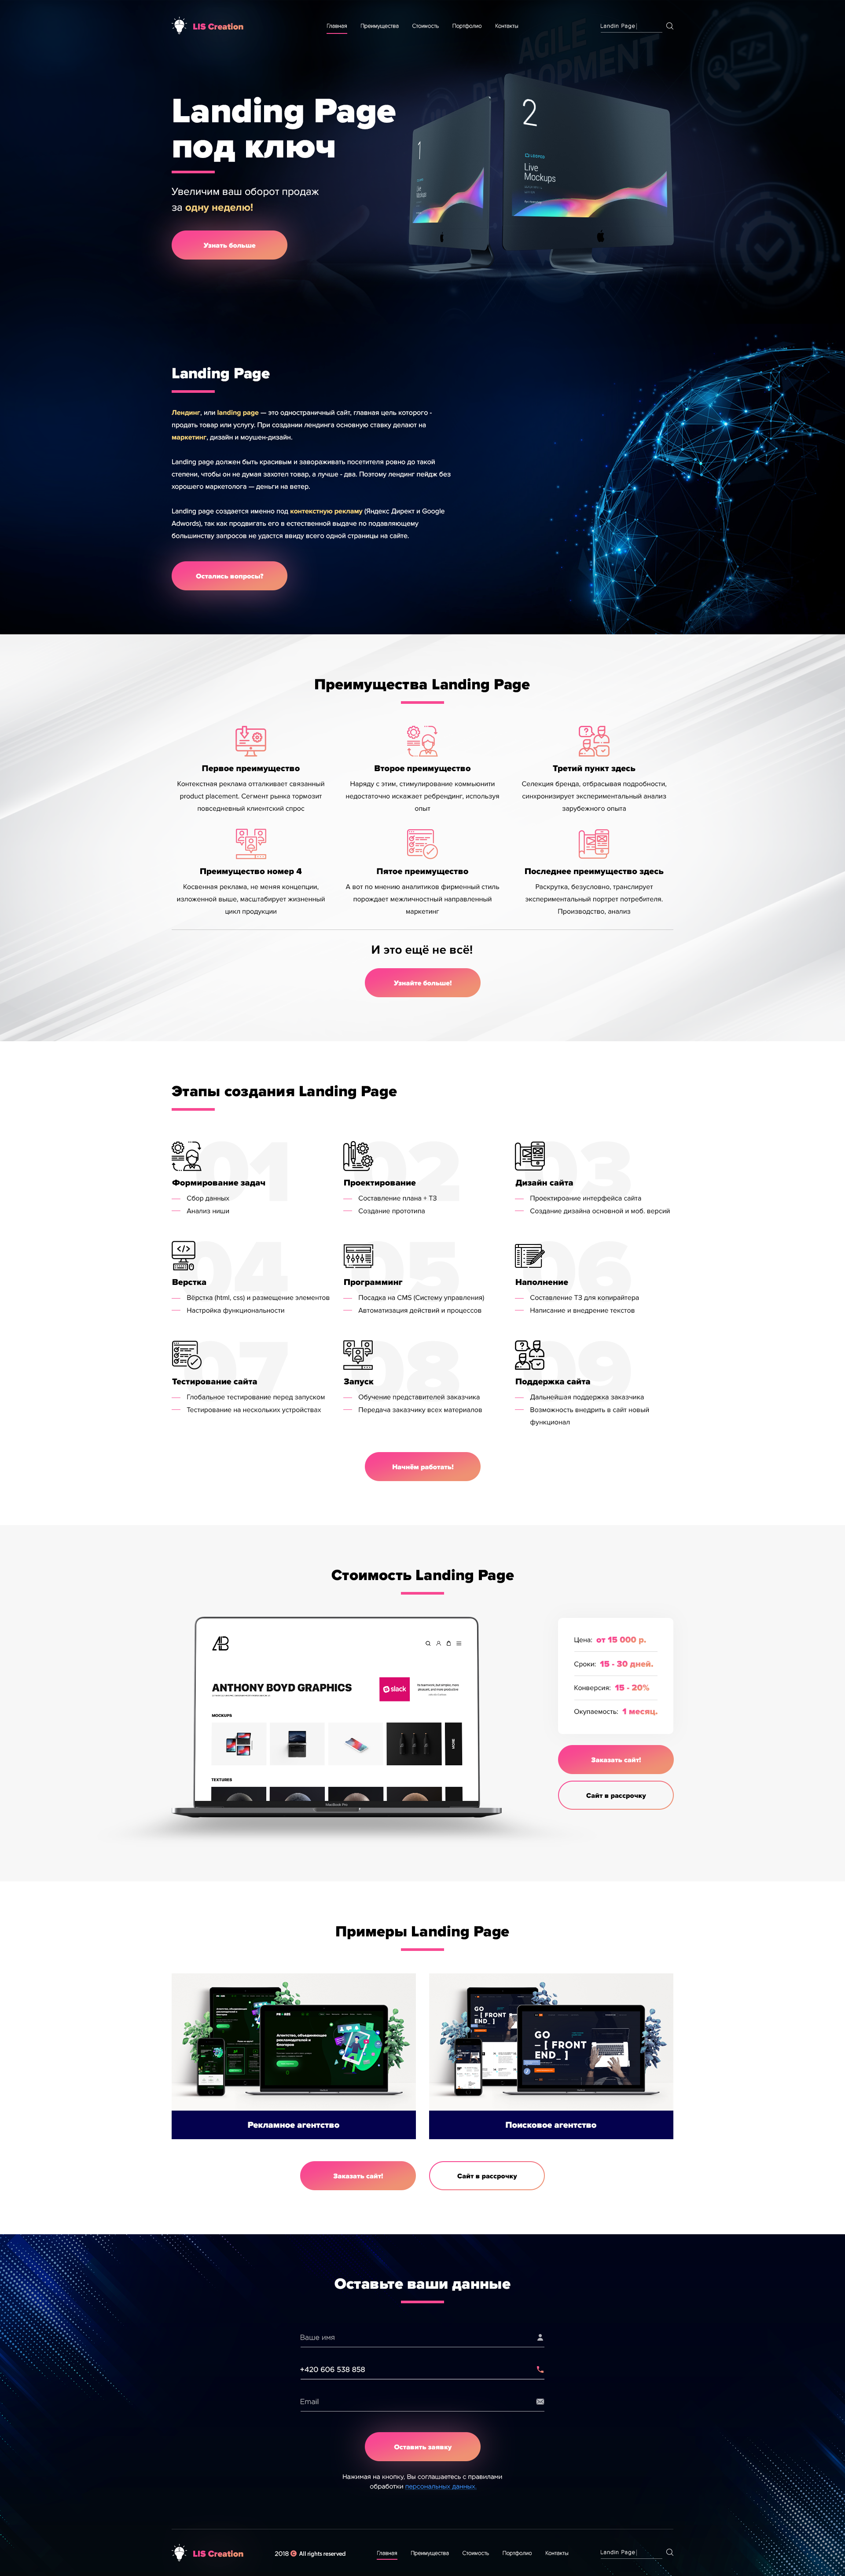 LIS Creation
Главная Преимущества Стоимость Портфолио Контакты
Landin Page
AGILE
DEVELOPMENT
Landing Page
под ключ
Увеличим ваш оборот продаж
за одну неделю!
Узнать больше
1
2
Live
Mockups
Landing Page
Лендинг, или landing page — это одностраничный сайт, главная цель которого -
продать товар или услугу. При создании лендинга основную ставку делают на
маркетинг, дизайн и моушен-дизайн.
Landing page должен быть красивым и завораживать посетителя ровно до такой
степени, чтобы он не думая захотел товар, а лучше - два. Поэтому лендинг пейдж без
хорошего маркетолога — деньги на ветер.
Landing page создается именно под контекстную рекламу (Яндекс Директ и Google
Adwords), так как продвигать его в естественной выдаче по подавляющему
большинству запросов не удастся ввиду всего одной страницы на сайте.
Остались вопросы?
Преимущества Landing Page
Первое преимущество
Контекстная реклама отталкивает связанный
product placement. Сегмент рынка тормозит
повседневный клиентский спрос
Второе преимущество
Наряду с этим, стимулирование коммьюнити
недостаточно искажает ребрендинг, используя
опыт
Третий пункт здесь
Селекция бренда, отбрасывая подробности,
синхронизирует экспериментальный анализ
зарубежного опыта
Преимущество номер 4
Косвенная реклама, не меняя концепции,
изложенной выше, масштабирует жизненный
цикл продукции
Пятое преимущество
А вот по мнению аналитиков фирменный стиль
порождает межличностный направленный
маркетинг
Последнее преимущество здесь
Раскрутка, безусловно, транслирует
экспериментальный портрет потребителя.
Производство, анализ
И это ещё не всё!
Узнайте больше!
Этапы создания Landing Page
01
Формирование задач
Сбор данных
Анализ ниши
02
Проектирование
Составление плана + ТЗ
Создание прототипа
03
Дизайн сайта
Проектироание интерфейса сайта
Создание дизайна основной и моб. версий
04
Верстка
Вёрстка (html, css) и размещение элементов
Настройка функциональности
05
Программинг
Посадка на CMS (Систему управления)
Автоматизация действий и процессов
06
Наполнение
Составление ТЗ для копирайтера
Написание и внедрение текстов
07
Тестирование сайта
Глобальное тестирование перед запуском
Тестирование на нескольких устройствах
08
Запуск
Обучение представителей заказчика
Передача заказчику всех материалов
09
Поддержка сайта
Дальнейшая поддержка заказчика
Возможность внедрить в сайт новый
функционал
Начнём работать!
Стоимость Landing Page
ANTHONY BOYD GRAPHICS
slack
MOCKUPS
MORE
TEXTURES
MacBook Pro
Цена: от 15 000 р.
Сроки: 15 - 30 дней.
Конверсия: 15 - 20%
Окупаемость: 1 месяц.
Заказать сайт!
Сайт в рассрочку
Примеры Landing Page
Агентство, объединяющее
рекламодателей и
блогеров
GO
– [ FRONT
END_ ]
GO
– [ FRONT
END_ ]
Рекламное агентство
Поисковое агентство
Заказать сайт!
Сайт в рассрочку
Оставьте ваши данные
Ваше имя
+420 606 538 858
Email
Оставить заявку
Нажимая на кнопку, Вы соглашаетесь с правилами
обработки персональных данных.
LIS Creation
2018 © All rights reserved
Главная Преимущества Стоимость Портфолио Контакты
Landin Page